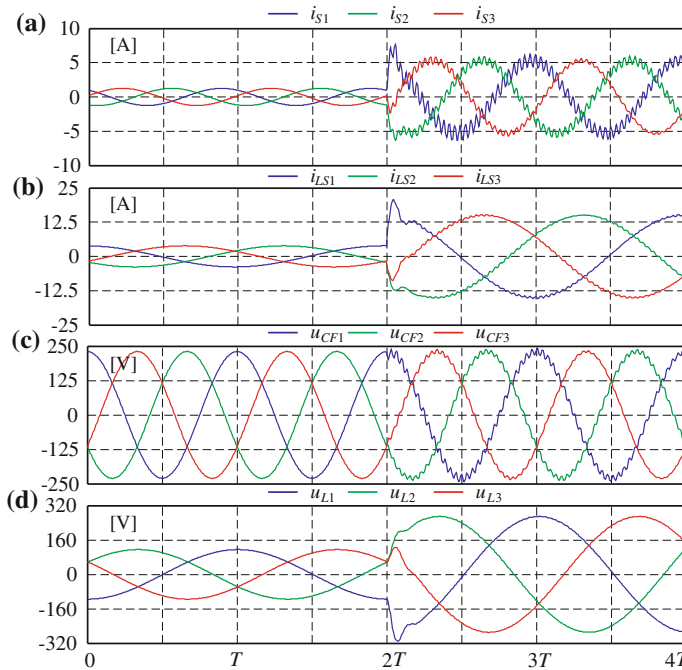 i_S1 i_S2 i_S3
(a)
[A]
10
5
0
-5
-10
i_LS1 i_LS2 i_LS3
(b)
[A]
25
12.5
0
-12.5
-25
u_CF1 u_CF2 u_CF3
(c)
[V]
250
125
0
-125
-250
u_L1 u_L2 u_L3
(d)
[V]
320
160
0
-160
-320
0 T 2T 3T 4T